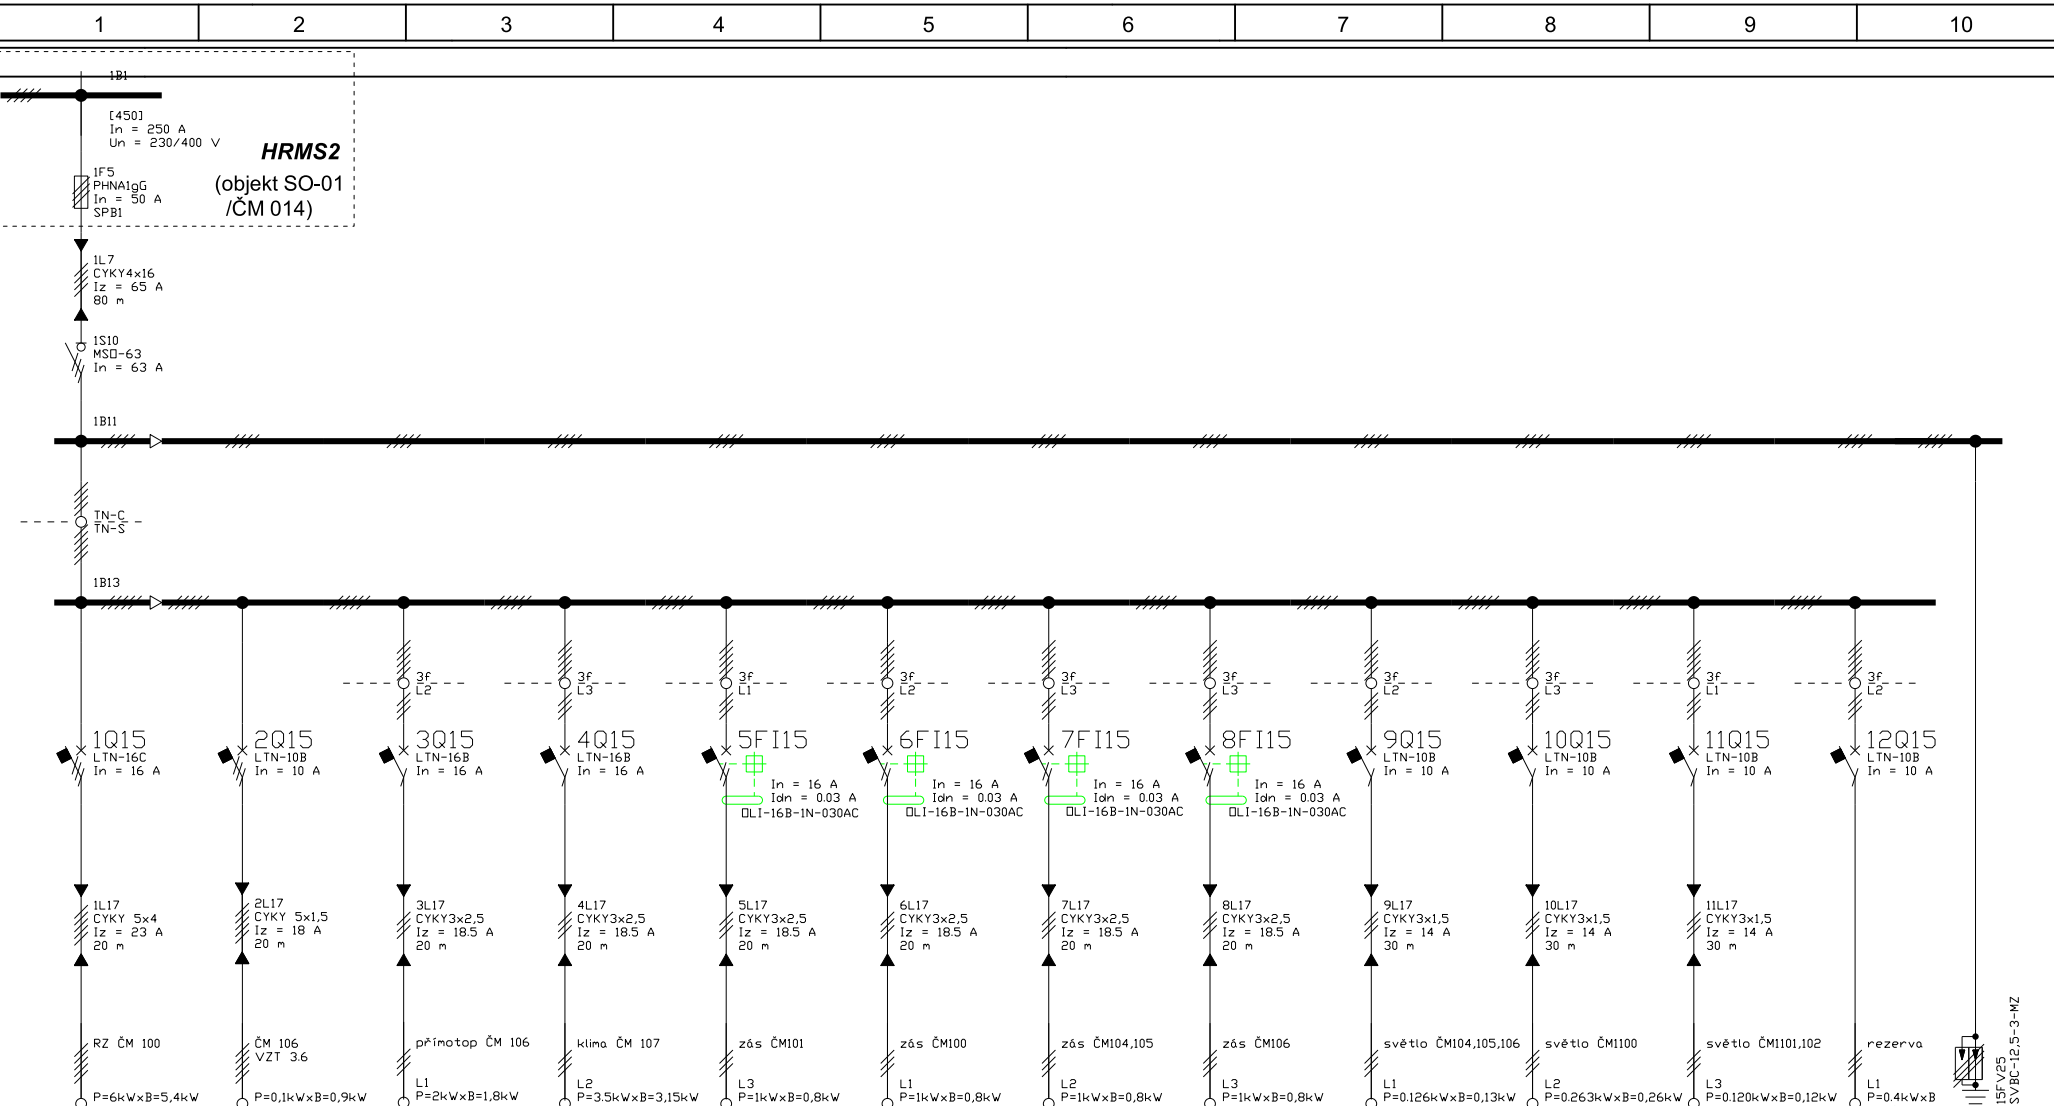 1 2 3 4 5 6 7 8 9 10
1B1
[450]
In = 250 A
Un = 230/400 V
HRMS2
(objekt SO-01
/ČM 014)
1F5
PHNA1gG
In = 50 A
SPB1
1L7
CYKY4x16
Iz = 65 A
80 m
1S10
MSO-63
In = 63 A
1B11
TN-C
TN-S
1B13
3f
L2
3f
L3
3f
L1
3f
L2
3f
L3
3f
L3
3f
L2
3f
L3
3f
L1
3f
L2
1Q15
LTN-16C
In = 16 A
2Q15
LTN-10B
In = 10 A
3Q15
LTN-16B
In = 16 A
4Q15
LTN-16B
In = 16 A
5FI15
In = 16 A
Idn = 0.03 A
OLI-16B-1N-030AC
6FI15
In = 16 A
Idn = 0.03 A
OLI-16B-1N-030AC
7FI15
In = 16 A
Idn = 0.03 A
OLI-16B-1N-030AC
8FI15
In = 16 A
Idn = 0.03 A
OLI-16B-1N-030AC
9Q15
LTN-10B
In = 10 A
10Q15
LTN-10B
In = 10 A
11Q15
LTN-10B
In = 10 A
12Q15
LTN-10B
In = 10 A
1L17
CYKY 5x4
Iz = 23 A
20 m
2L17
CYKY 5x1,5
Iz = 18 A
20 m
3L17
CYKY3x2,5
Iz = 18.5 A
20 m
4L17
CYKY3x2,5
Iz = 18.5 A
20 m
5L17
CYKY3x2,5
Iz = 18.5 A
20 m
6L17
CYKY3x2,5
Iz = 18.5 A
20 m
7L17
CYKY3x2,5
Iz = 18.5 A
20 m
8L17
CYKY3x2,5
Iz = 18.5 A
20 m
9L17
CYKY3x1,5
Iz = 14 A
30 m
10L17
CYKY3x1,5
Iz = 14 A
30 m
11L17
CYKY3x1,5
Iz = 14 A
30 m
RZ ČM 100
P=6kWxB=5,4kW
ČM 106
VZT 3.6
P=0,1kWxB=0,9kW
přímotop ČM 106
L1
P=2kWxB=1,8kW
klima ČM 107
L2
P=3.5kWxB=3,15kW
zás ČM101
L3
P=1kWxB=0,8kW
zás ČM100
L1
P=1kWxB=0,8kW
zás ČM104,105
L2
P=1kWxB=0,8kW
zás ČM106
L3
P=1kWxB=0,8kW
světlo ČM104,105,106
L1
P=0.126kWxB=0,13kW
světlo ČM1100
L2
P=0.263kWxB=0,26kW
světlo ČM1101,102
L3
P=0.120kWxB=0,12kW
rezerva
L1
P=0.4kWxB
15FV25
SVBC-12,5-3-MZ